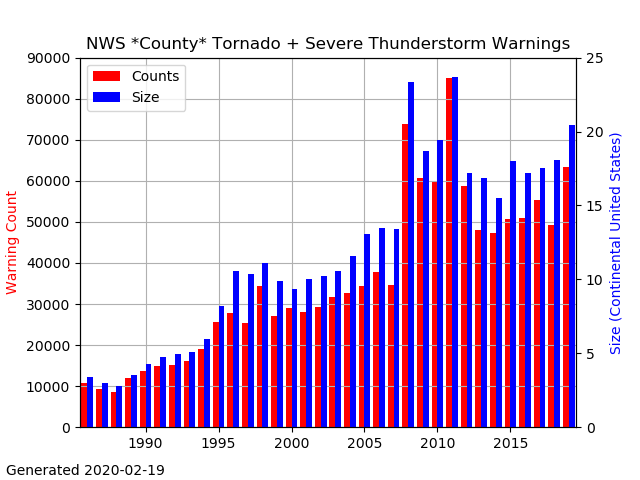 NWS *County* Tornado + Severe Thunderstorm Warnings
Counts
Size
90000
80000
70000
60000
50000
40000
30000
20000
10000
0
Warning Count
25
20
15
10
5
0
Size (Continental United States)
1990 1995 2000 2005 2010 2015
Generated 2020-02-19